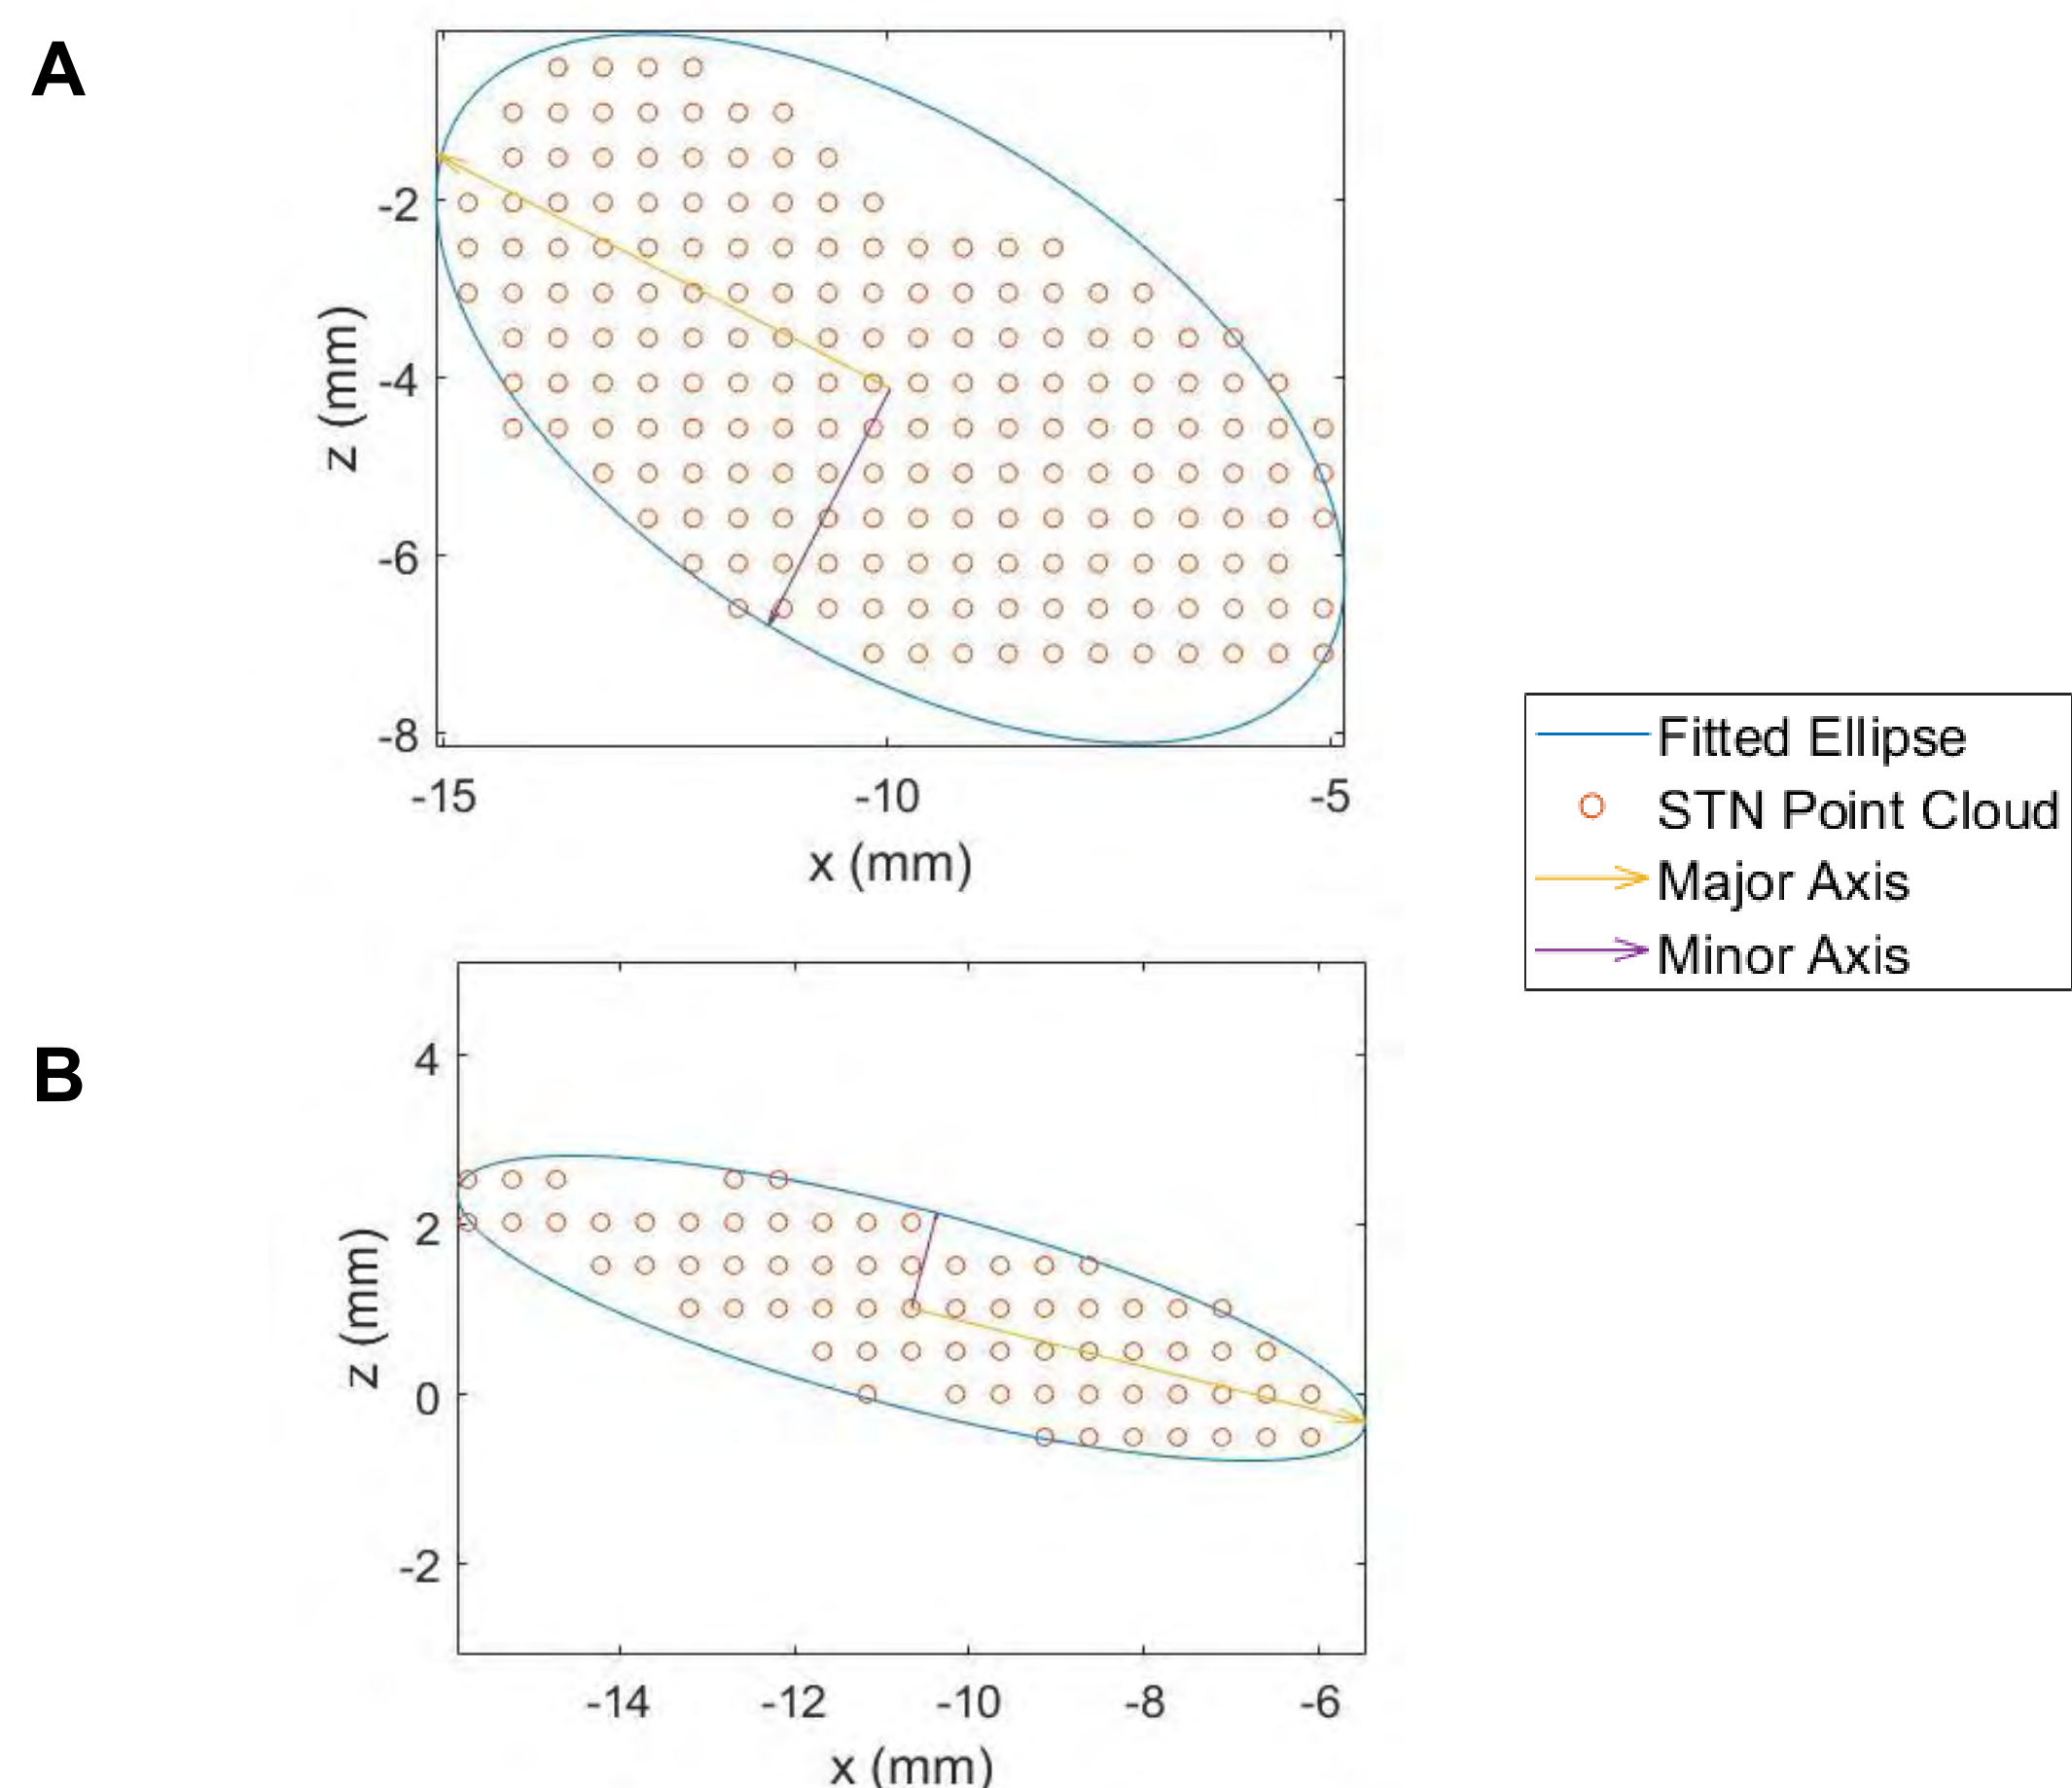 A
-2
-4
-6
-8
z (mm)
-15 -10 -5
x (mm)
Fitted Ellipse
STN Point Cloud
Major Axis
Minor Axis
B
4
2
0
-2
z (mm)
-14 -12 -10 -8 -6
x (mm)